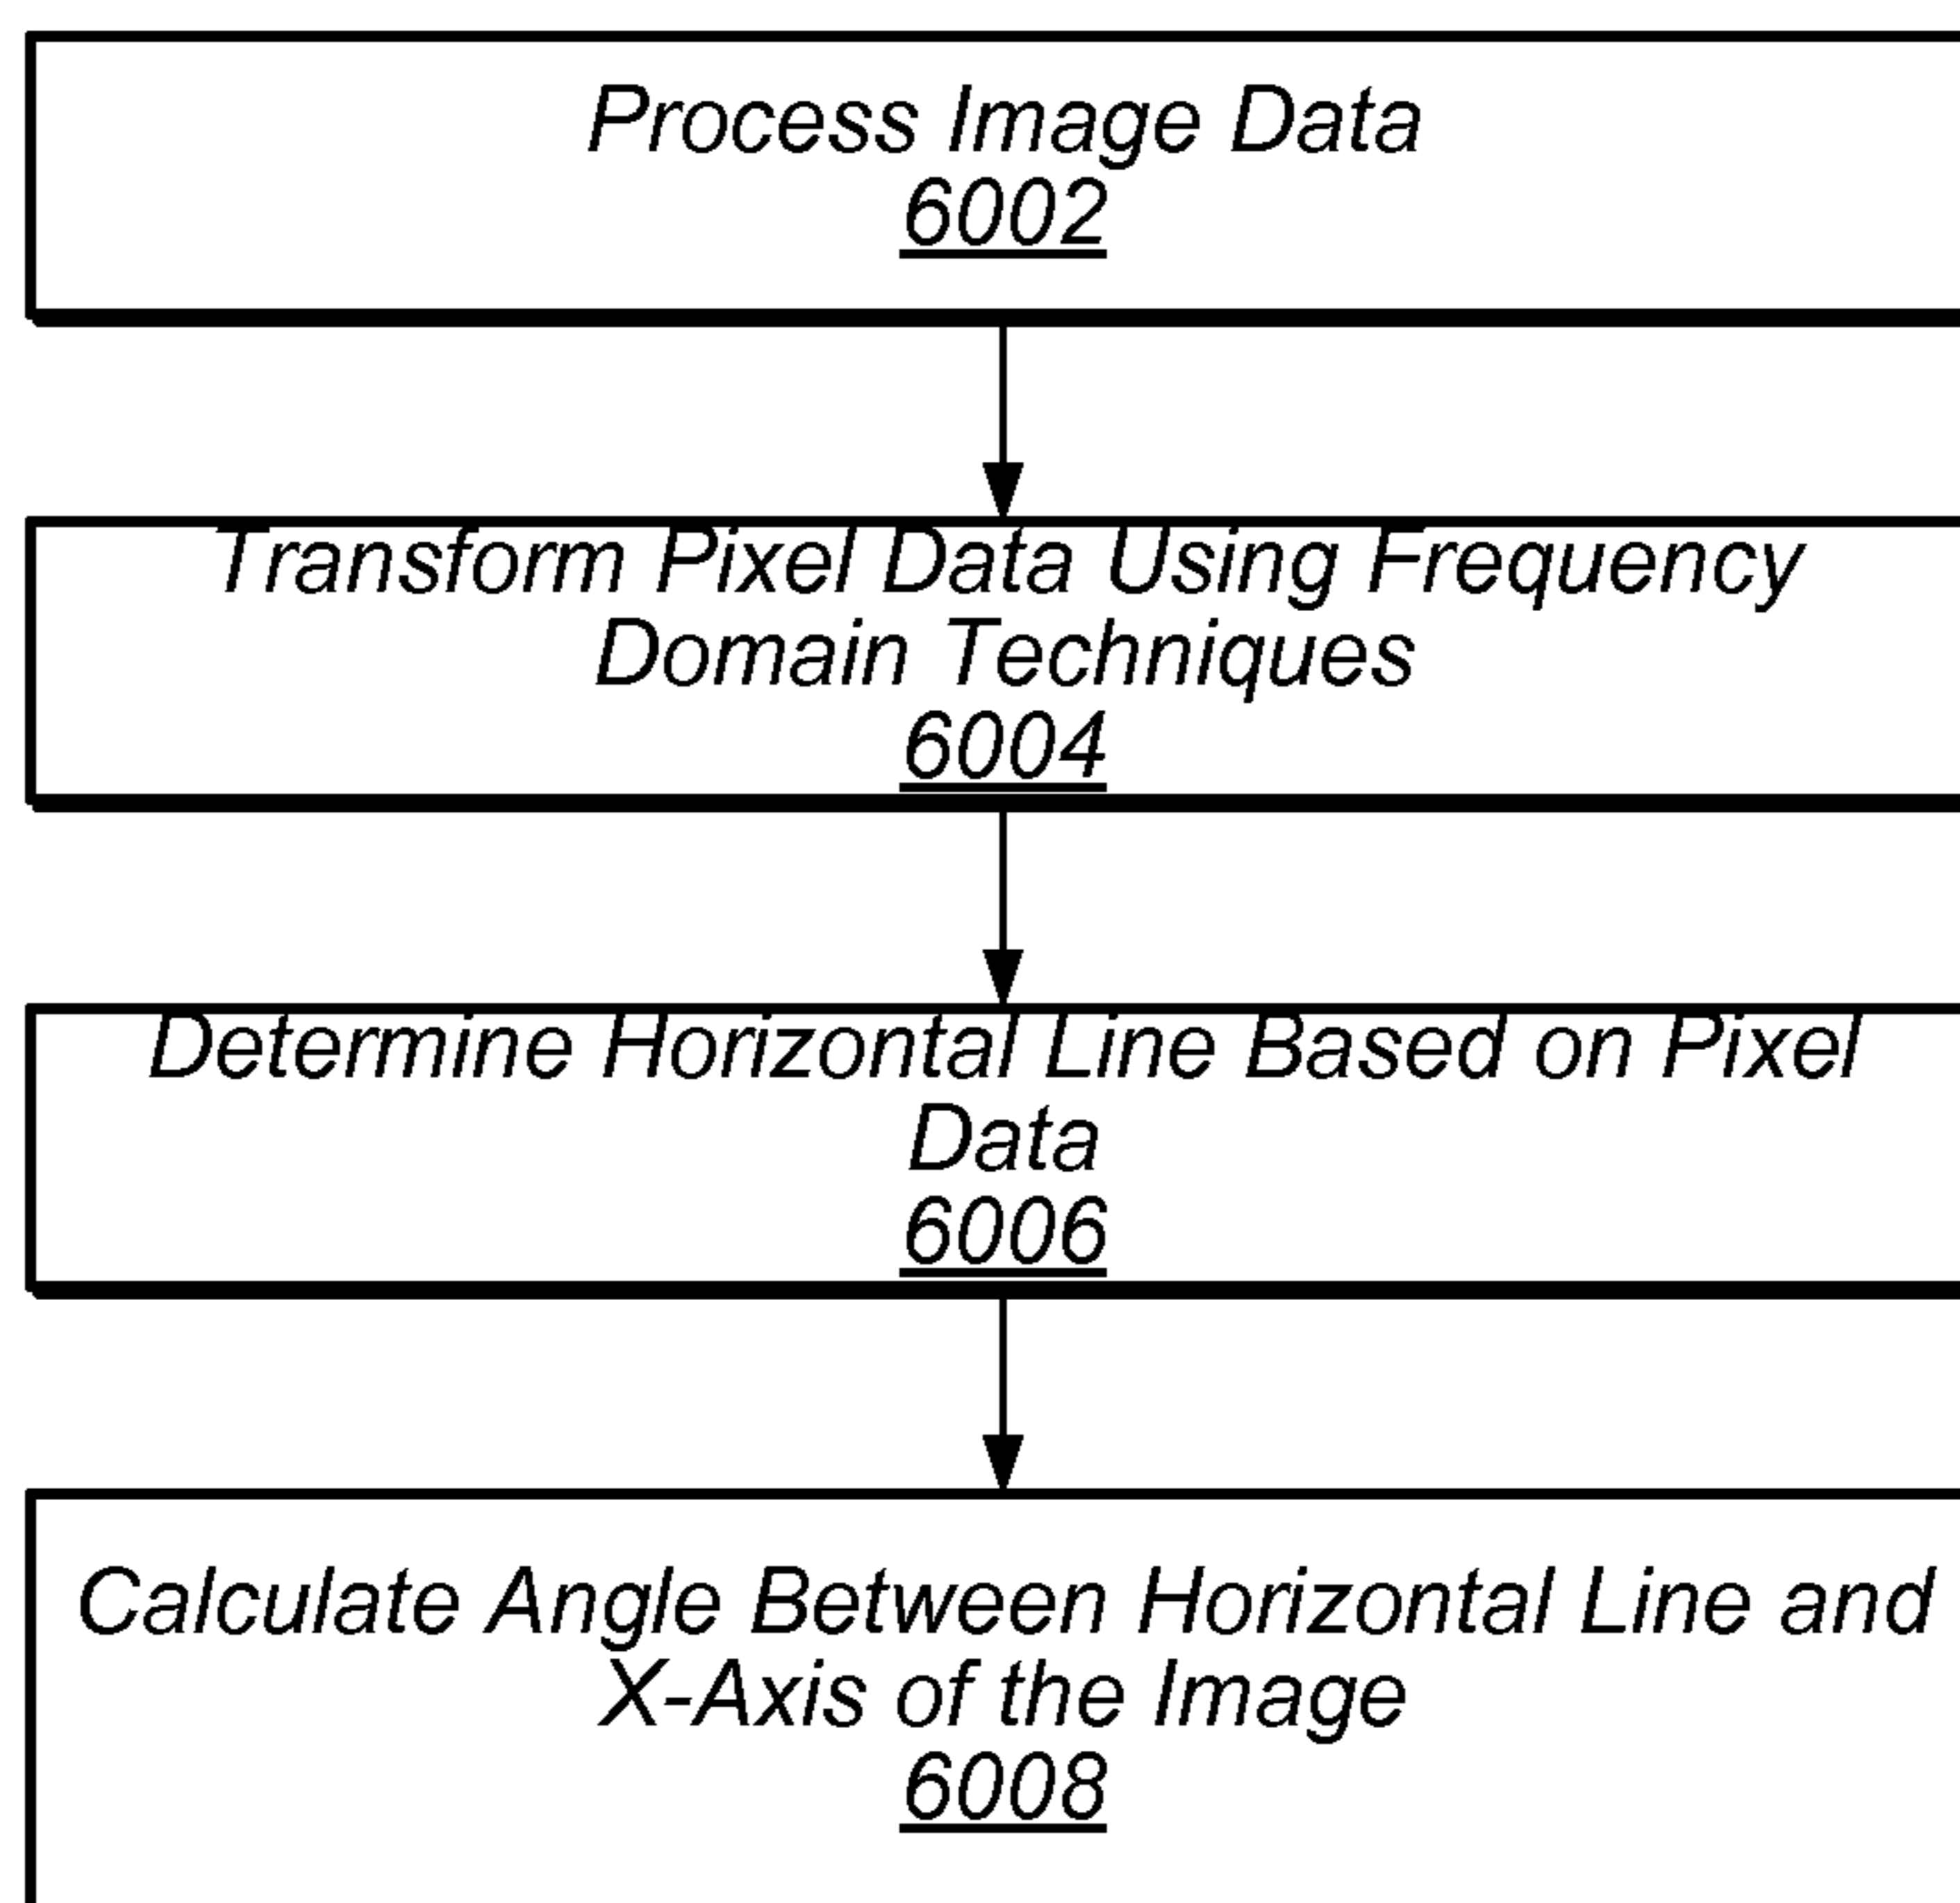 Process Image Data
6002
Transform Pixel Data Using Frequency
Domain Techniques
6004
Determine Horizontal Line Based on Pixel
Data
6006
Calculate Angle Between Horizontal Line and
X-Axis of the Image
6008